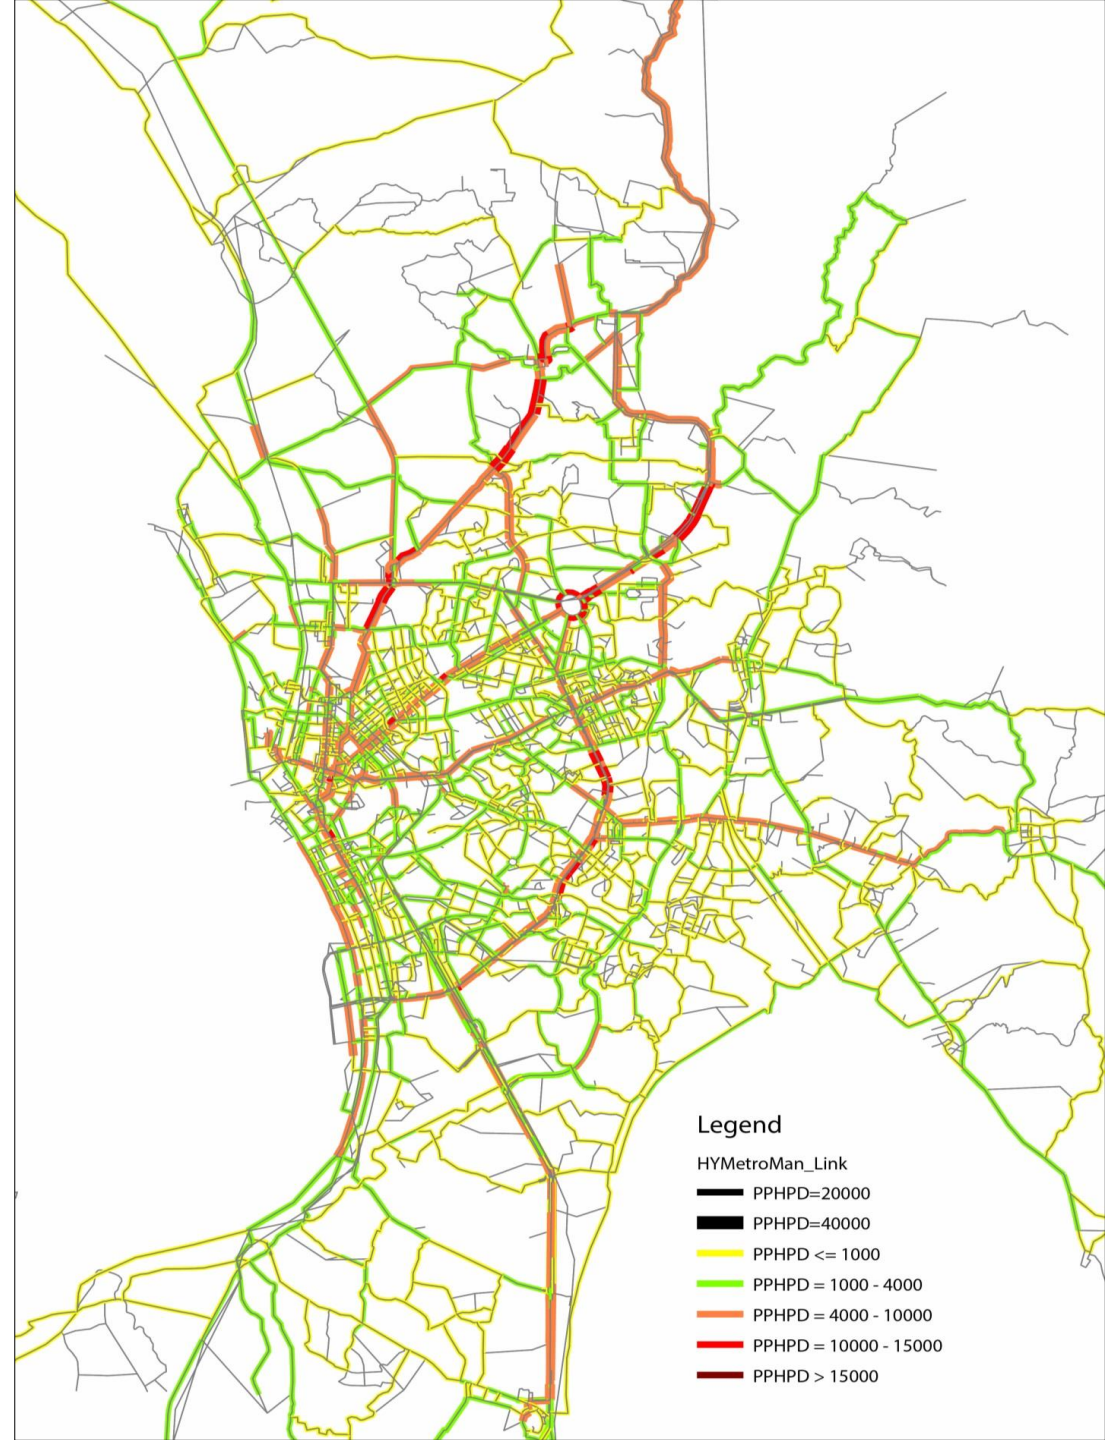 Legend
HYMetroMan_Link
PPHPD=20000
PPHPD=40000
PPHPD <= 1000
PPHPD = 1000 - 4000
PPHPD = 4000 - 10000
PPHPD = 10000 - 15000
PPHPD > 15000